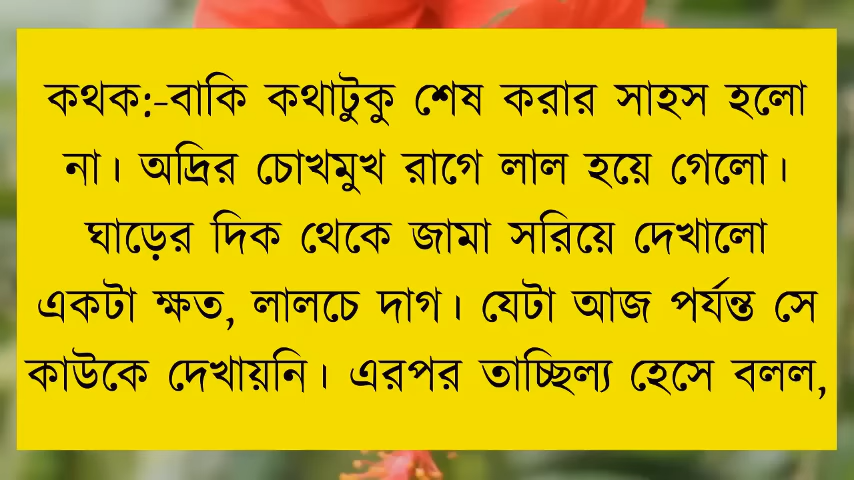 কথক:-বাকি কথাটুকু শেষ করার সাহস হলো
না। অদ্রির চোখমুখ রাগে লাল হয়ে গেলো।
ঘাড়ের দিক থেকে জামা সরিয়ে দেখালো
একটা ক্ষত, লালচে দাগ। যেটা আজ পর্যন্ত সে
কাউকে দেখায়নি। এরপর তাচ্ছিল্য হেসে বলল,